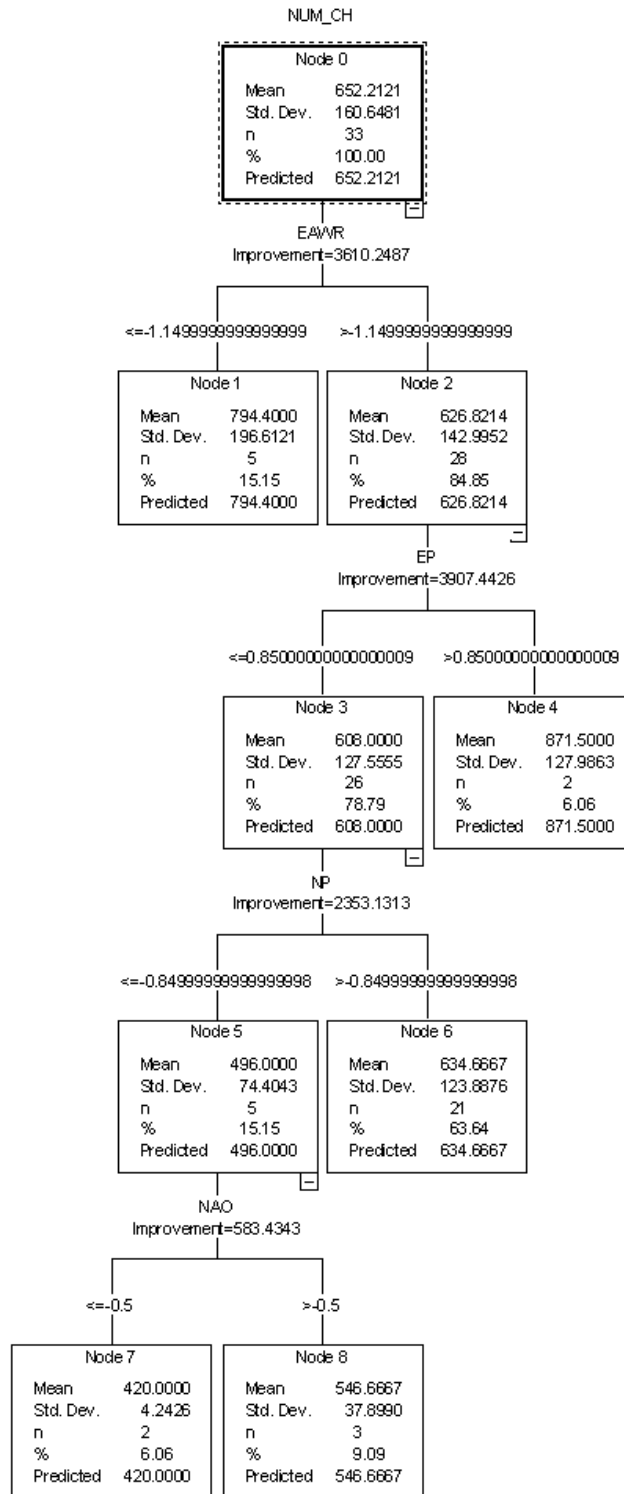 NUM_CH
Node 0
Mean 652.2121
Std. Dev. 160.6481
n 33
% 100.00
Predicted 652.2121
EAWR
Improvement=3610.2487
<=-1.1499999999999999 >-1.1499999999999999
Node 1
Mean 794.4000
Std. Dev. 196.6121
n 5
% 15.15
Predicted 794.4000
Node 2
Mean 626.8214
Std. Dev. 142.9952
n 28
% 84.85
Predicted 626.8214
EP
Improvement=3907.4426
<=0.85000000000000009 >0.85000000000000009
Node 3
Mean 608.0000
Std. Dev. 127.5555
n 26
% 78.79
Predicted 608.0000
Node 4
Mean 871.5000
Std. Dev. 127.9863
n 2
% 6.06
Predicted 871.5000
NP
Improvement=2353.1313
<=-0.84999999999999998 >-0.84999999999999998
Node 5
Mean 496.0000
Std. Dev. 74.4043
n 5
% 15.15
Predicted 496.0000
Node 6
Mean 634.6667
Std. Dev. 123.8876
n 21
% 63.64
Predicted 634.6667
NAO
Improvement=583.4343
<=-0.5 >-0.5
Node 7
Mean 420.0000
Std. Dev. 4.2426
n 2
% 6.06
Predicted 420.0000
Node 8
Mean 546.6667
Std. Dev. 37.8990
n 3
% 9.09
Predicted 546.6667